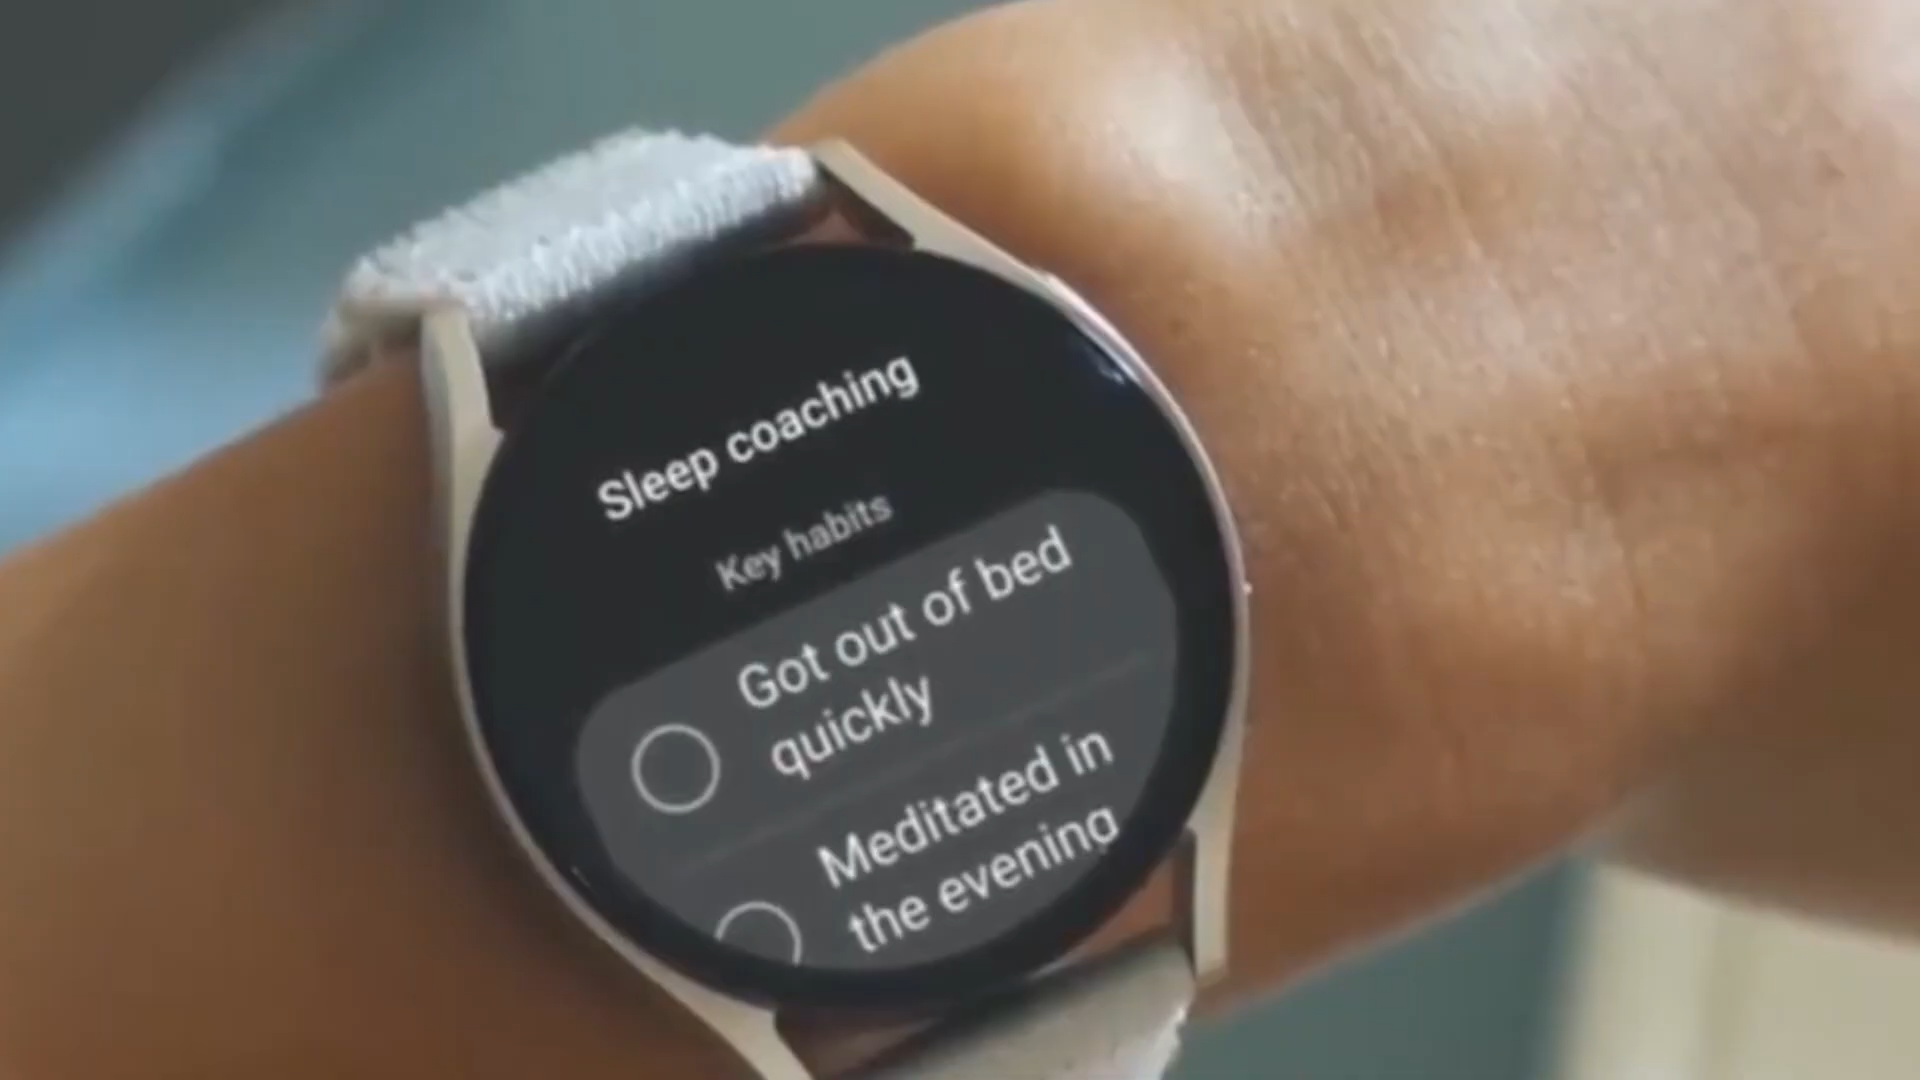 Sleep coaching
Key habits
Got out of bed
quickly
Meditated in
the evening